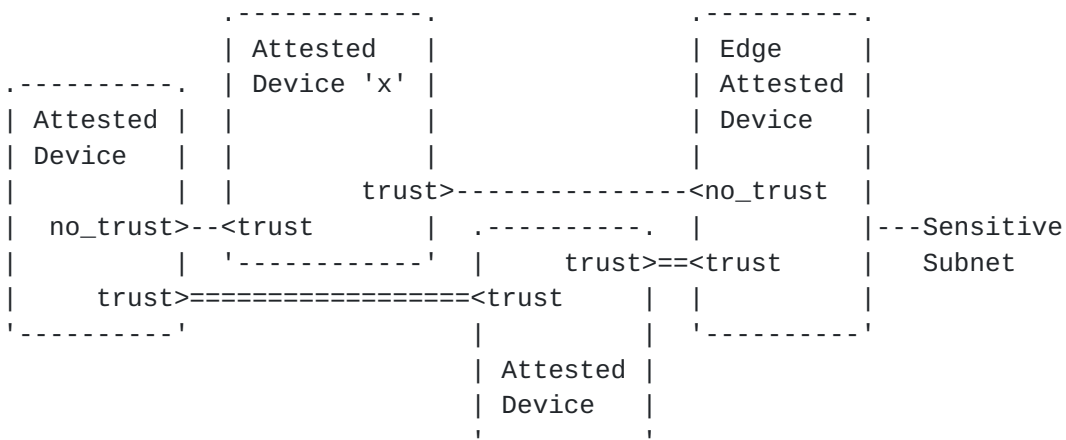 .------------.                 .----------.
| Attested   |                 | Edge     |
.----------.  | Device 'x' |                 | Attested |
| Attested |  |            |                 | Device   |
| Device   |  |            |                 |          |
|          |  |        trust>---------------<no_trust  |
|  no_trust>--<trust       |  .----------.   |          |---Sensitive
|          |  '------------'  |      trust>==<trust     |   Subnet
|     trust>==================<trust      |  |          |
'----------'                  |          |  '----------'
| Attested |
| Device   |
'          '